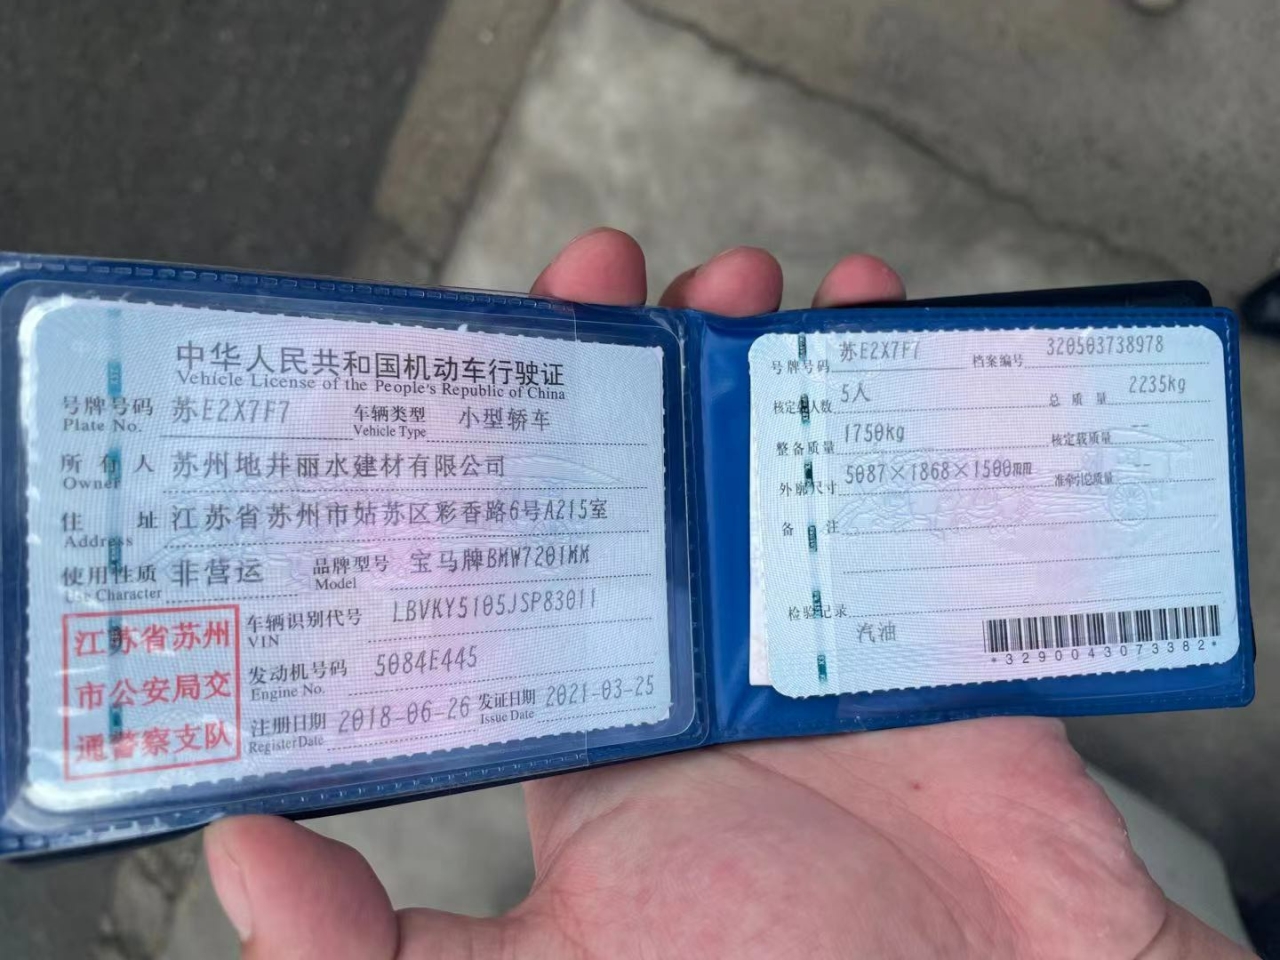 中华人民共和国机动车行驶证
Vehicle License of the People's Republic of China
号牌号码 苏E2X7F7 车辆类型 小型轿车
Plate No. Vehicle Type
所有人 苏州地井丽水建材有限公司
Owner
住址 江苏省苏州市姑苏区彩香路6号A215室
Address
使用性质 非营运 品牌型号 宝马牌BMW7201MM
Use Character Model
江苏省苏州
市公安局交
通警察支队
车辆识别代号 LBVKY5105JSP83011
VIN
发动机号码 5084E445
Engine No.
注册日期 2018-06-26 发证日期 2021-03-25
Register Date Issue Date
号牌号码 苏E2X7F7 档案编号 320503738978
核定载人数 5人 总质量 2235kg
整备质量 1750kg 核定载质量 --
外廓尺寸 5087×1868×1500mm 准牵引总质量 --
备注
检验记录
汽油
*3290043073382*